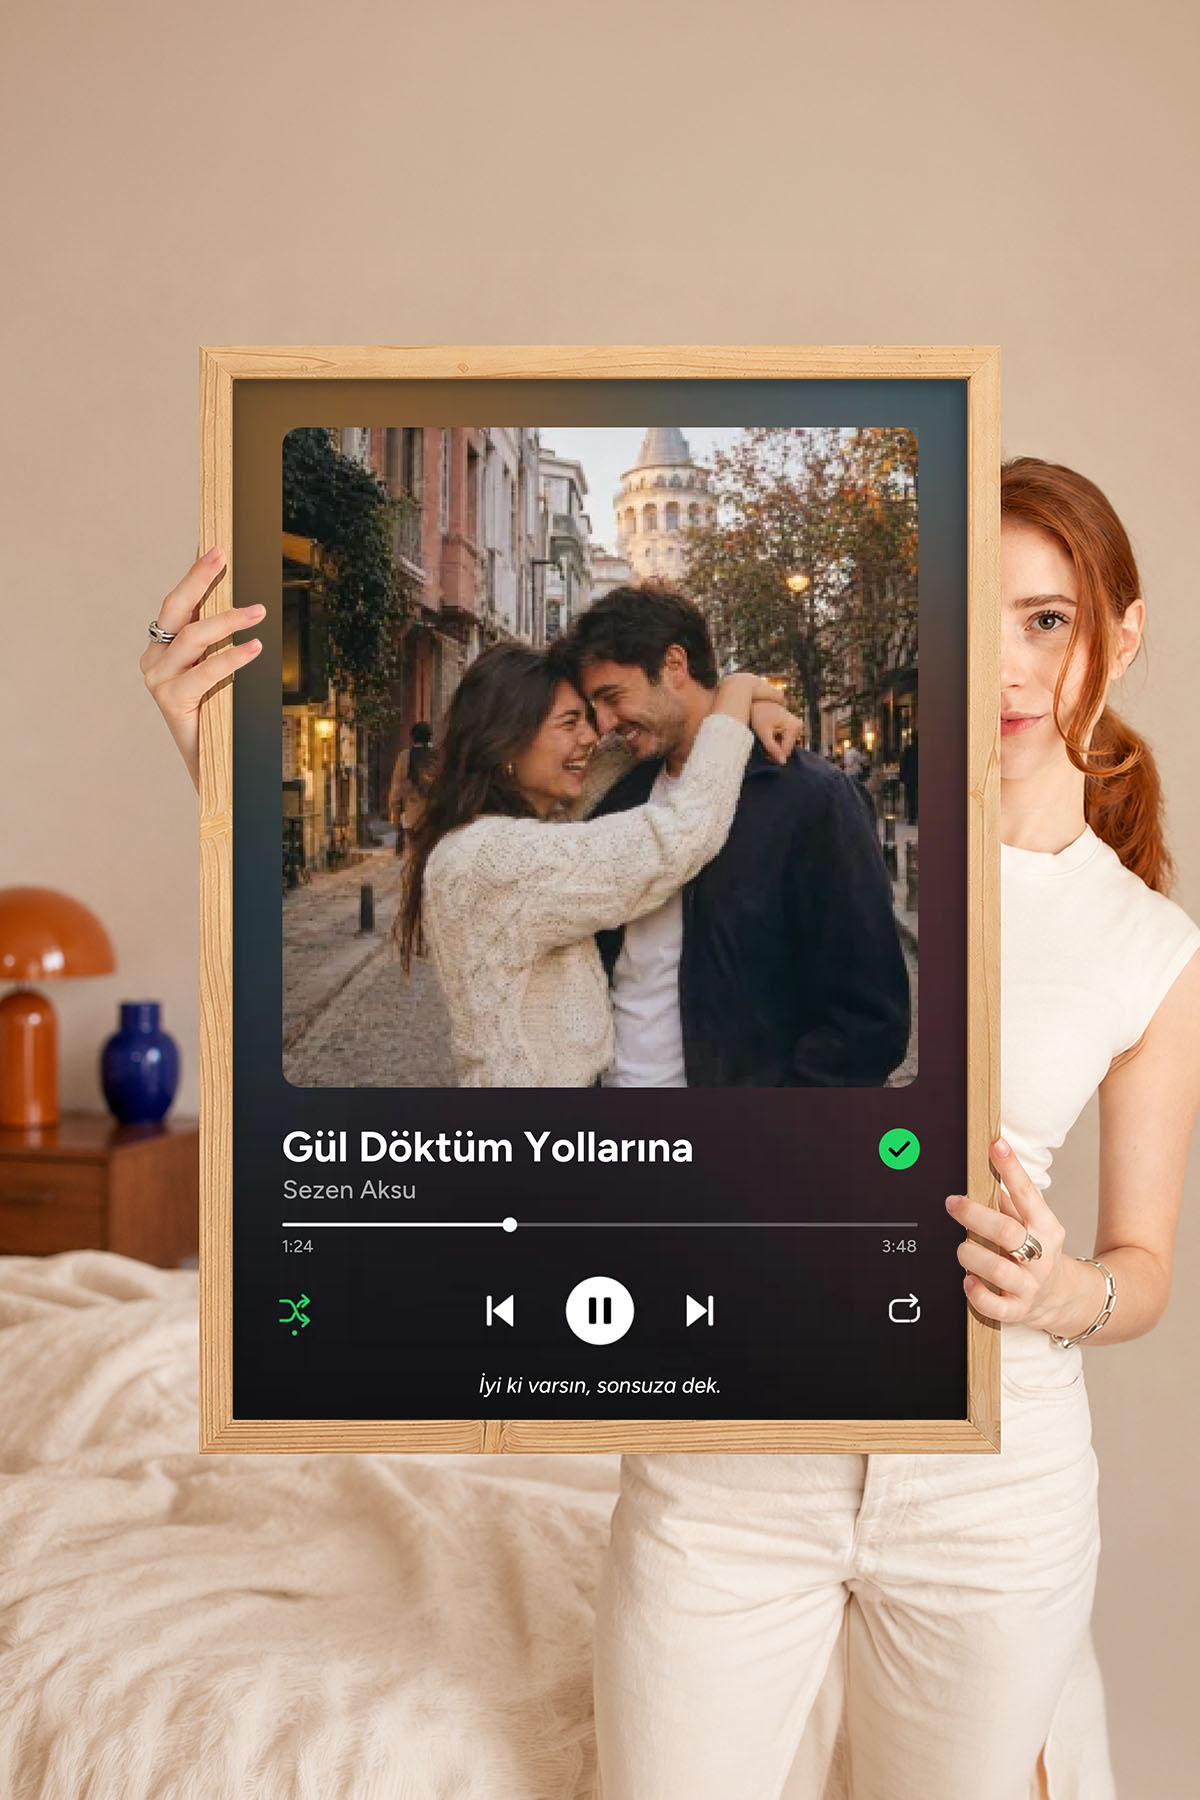 Gül Döktüm Yollarına
Sezen Aksu
1:24
3:48
İyi ki varsın, sonsuza dek.